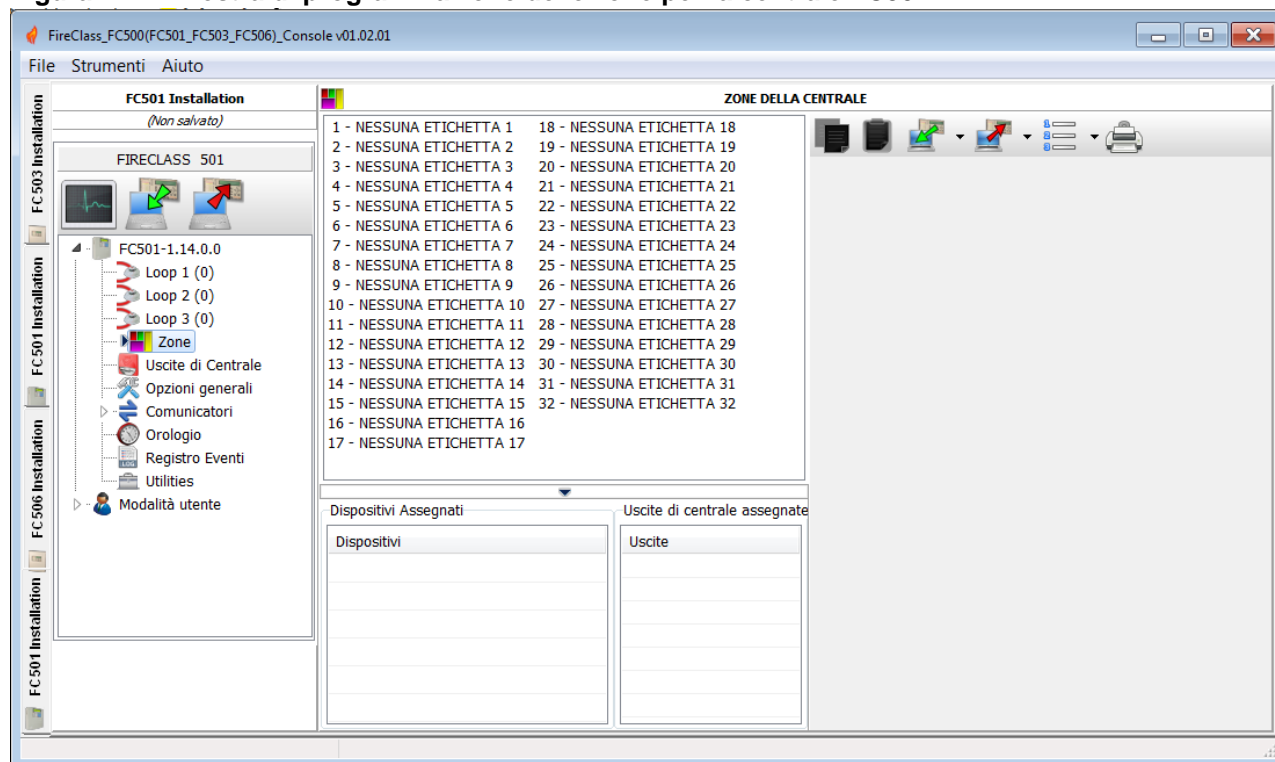 FireClass_FC500(FC501_FC503_FC506)_Console v01.02.01
File Strumenti Aiuto
FC503 Installation
FC501 Installation
FC506 Installation
FC501 Installation
FC501 Installation
(Non salvato)
FIRECLASS 501
FC501-1.14.0.0
Loop 1 (0)
Loop 2 (0)
Loop 3 (0)
Zone
Uscite di Centrale
Opzioni generali
Comunicatori
Orologio
Registro Eventi
Utilities
Modalità utente
ZONE DELLA CENTRALE
1 - NESSUNA ETICHETTA 1
2 - NESSUNA ETICHETTA 2
3 - NESSUNA ETICHETTA 3
4 - NESSUNA ETICHETTA 4
5 - NESSUNA ETICHETTA 5
6 - NESSUNA ETICHETTA 6
7 - NESSUNA ETICHETTA 7
8 - NESSUNA ETICHETTA 8
9 - NESSUNA ETICHETTA 9
10 - NESSUNA ETICHETTA 10
11 - NESSUNA ETICHETTA 11
12 - NESSUNA ETICHETTA 12
13 - NESSUNA ETICHETTA 13
14 - NESSUNA ETICHETTA 14
15 - NESSUNA ETICHETTA 15
16 - NESSUNA ETICHETTA 16
17 - NESSUNA ETICHETTA 17
18 - NESSUNA ETICHETTA 18
19 - NESSUNA ETICHETTA 19
20 - NESSUNA ETICHETTA 20
21 - NESSUNA ETICHETTA 21
22 - NESSUNA ETICHETTA 22
23 - NESSUNA ETICHETTA 23
24 - NESSUNA ETICHETTA 24
25 - NESSUNA ETICHETTA 25
26 - NESSUNA ETICHETTA 26
27 - NESSUNA ETICHETTA 27
28 - NESSUNA ETICHETTA 28
29 - NESSUNA ETICHETTA 29
30 - NESSUNA ETICHETTA 30
31 - NESSUNA ETICHETTA 31
32 - NESSUNA ETICHETTA 32
Dispositivi Assegnati
Dispositivi
Uscite di centrale assegnate
Uscite